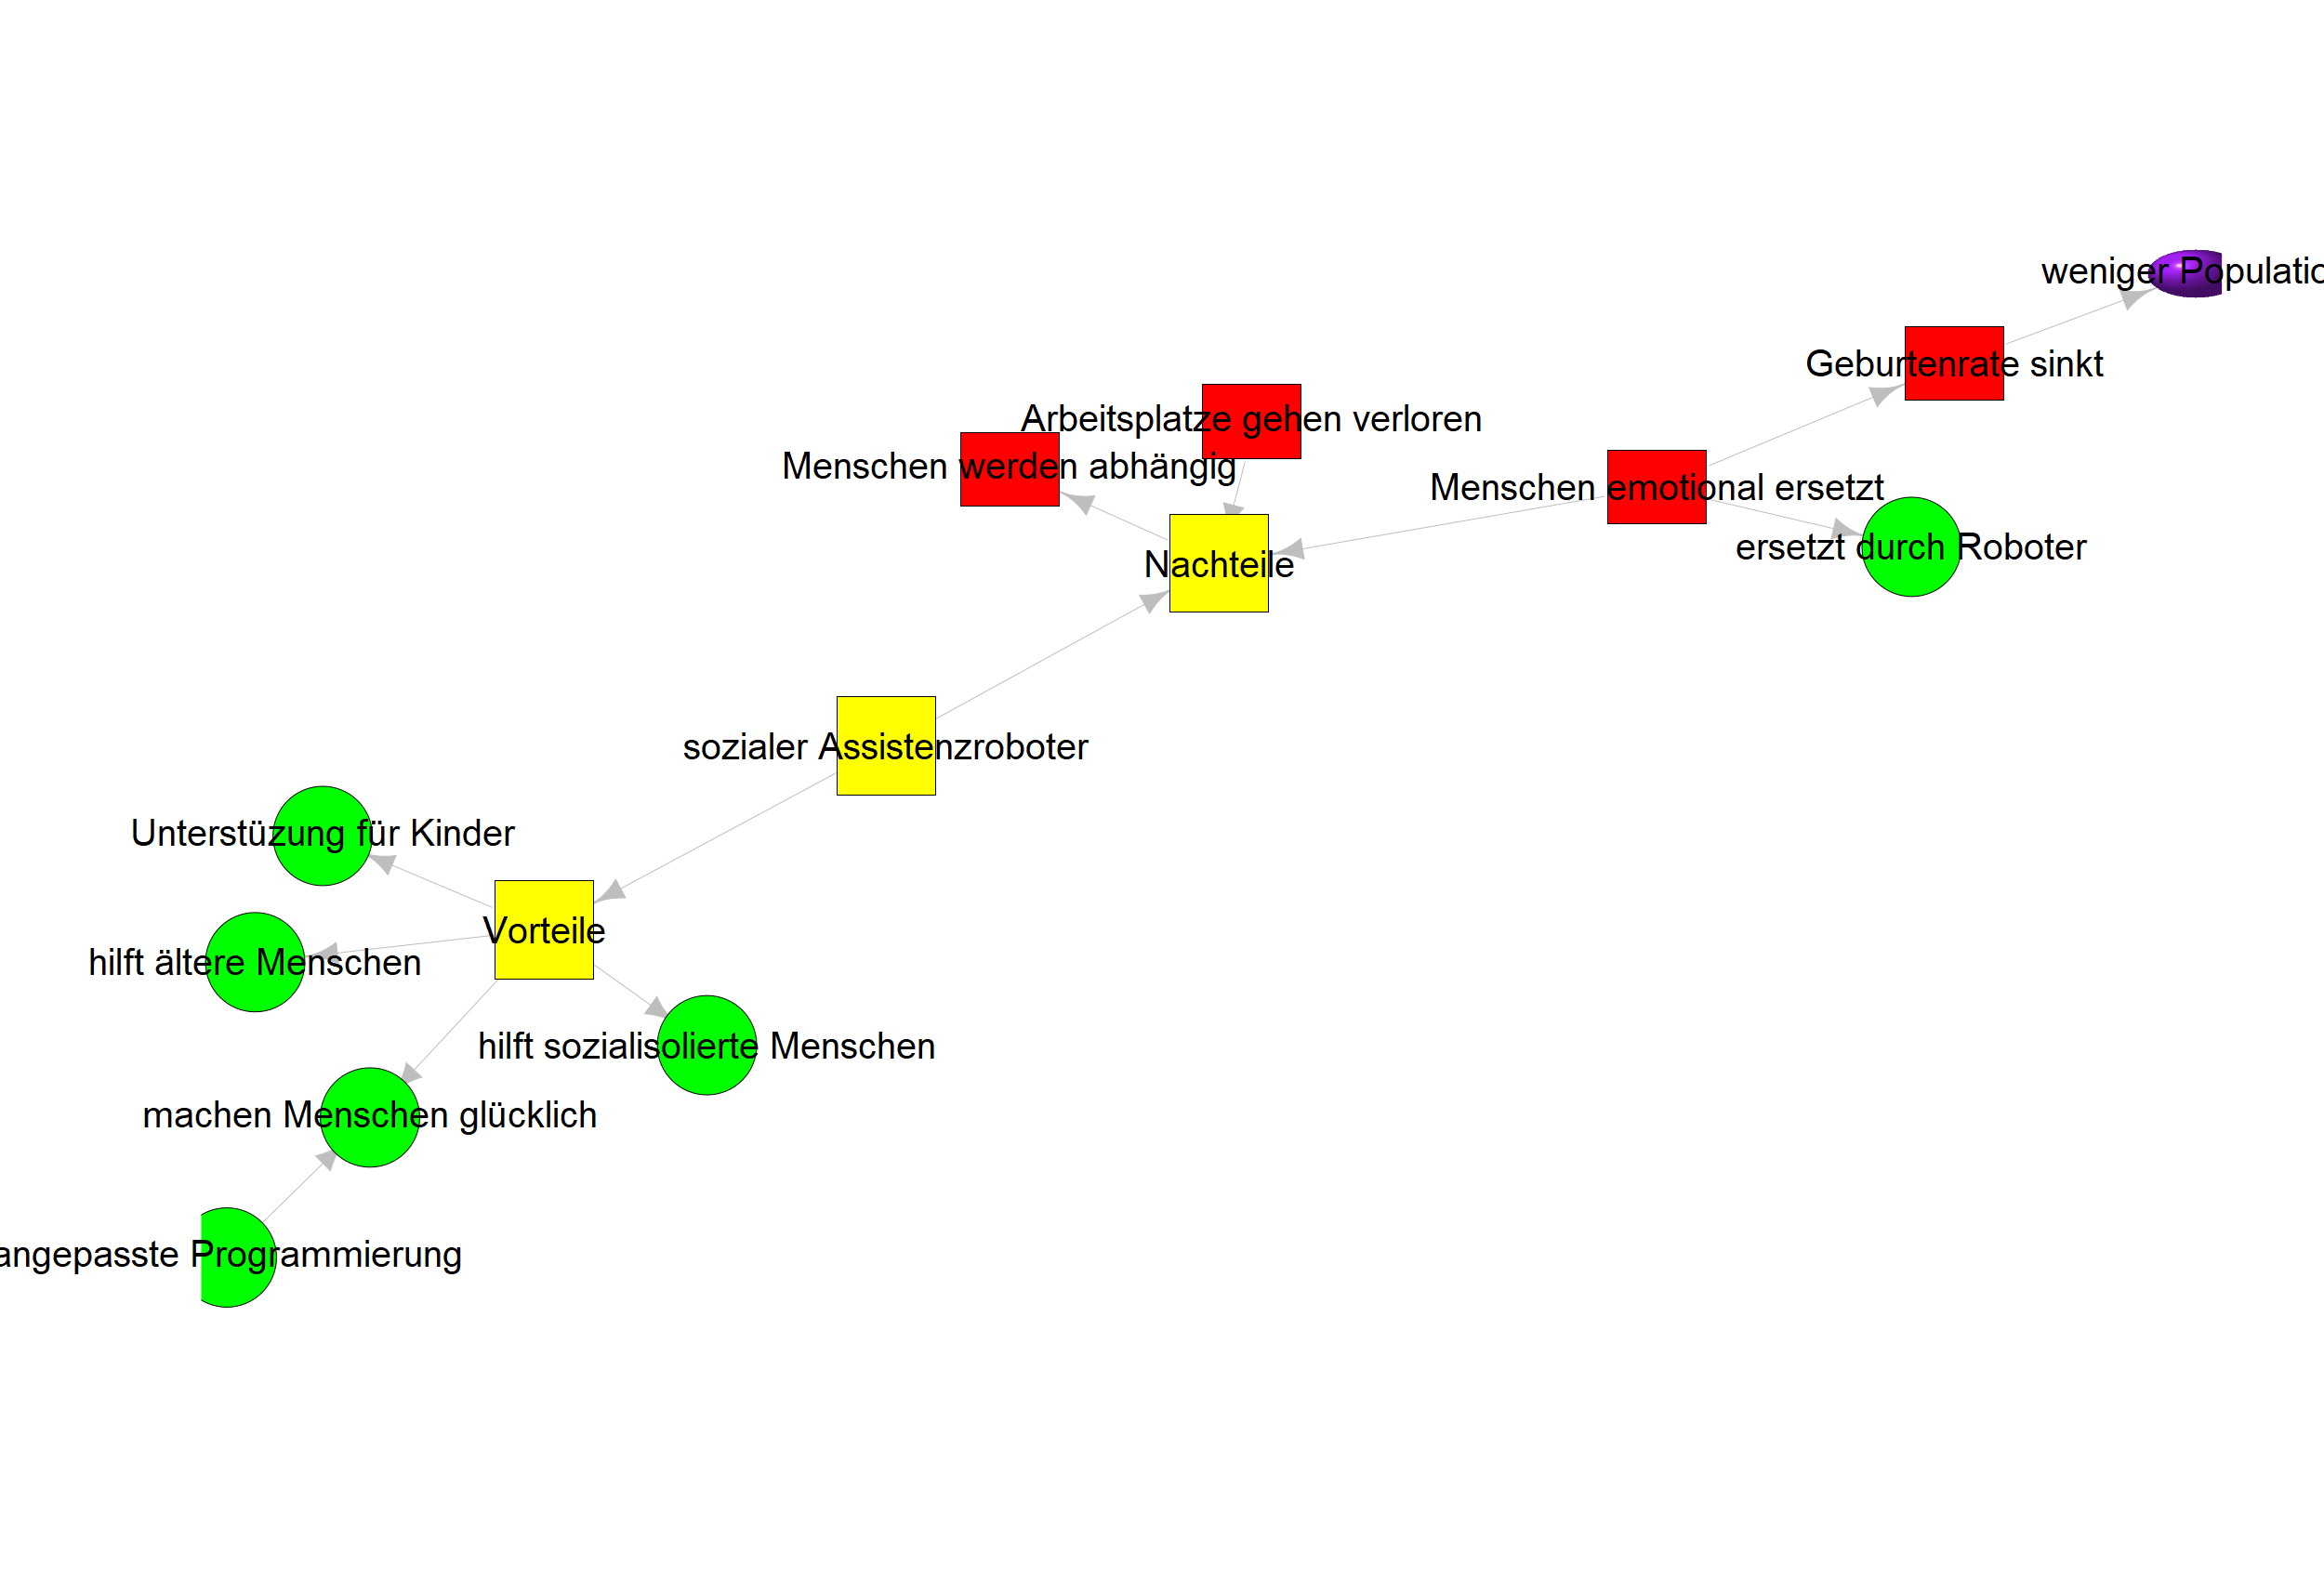 weniger Populatio
Geburtenrate sinkt
Arbeitsplatze gehen verloren
Menschen werden abhängig
Menschen emotional ersetzt
ersetzt durch Roboter
Nachteile
sozialer Assistenzroboter
Unterstüzung für Kinder
Vorteile
hilft ältere Menschen
hilft sozialisolierte Menschen
machen Menschen glücklich
angepasste Programmierung